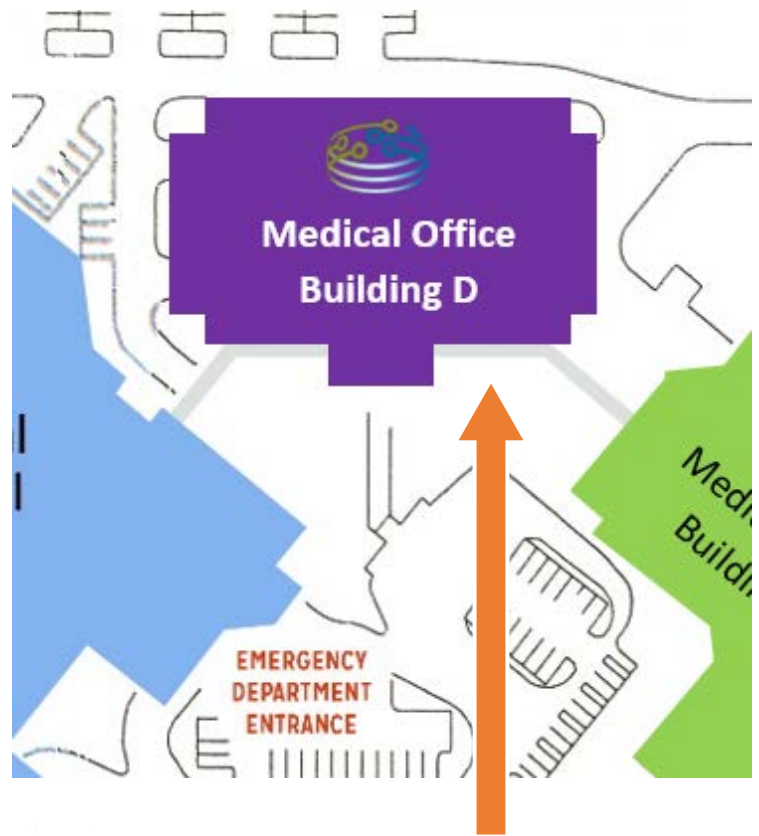 Medical Office
Building D
EMERGENCY
DEPARTMENT
ENTRANCE